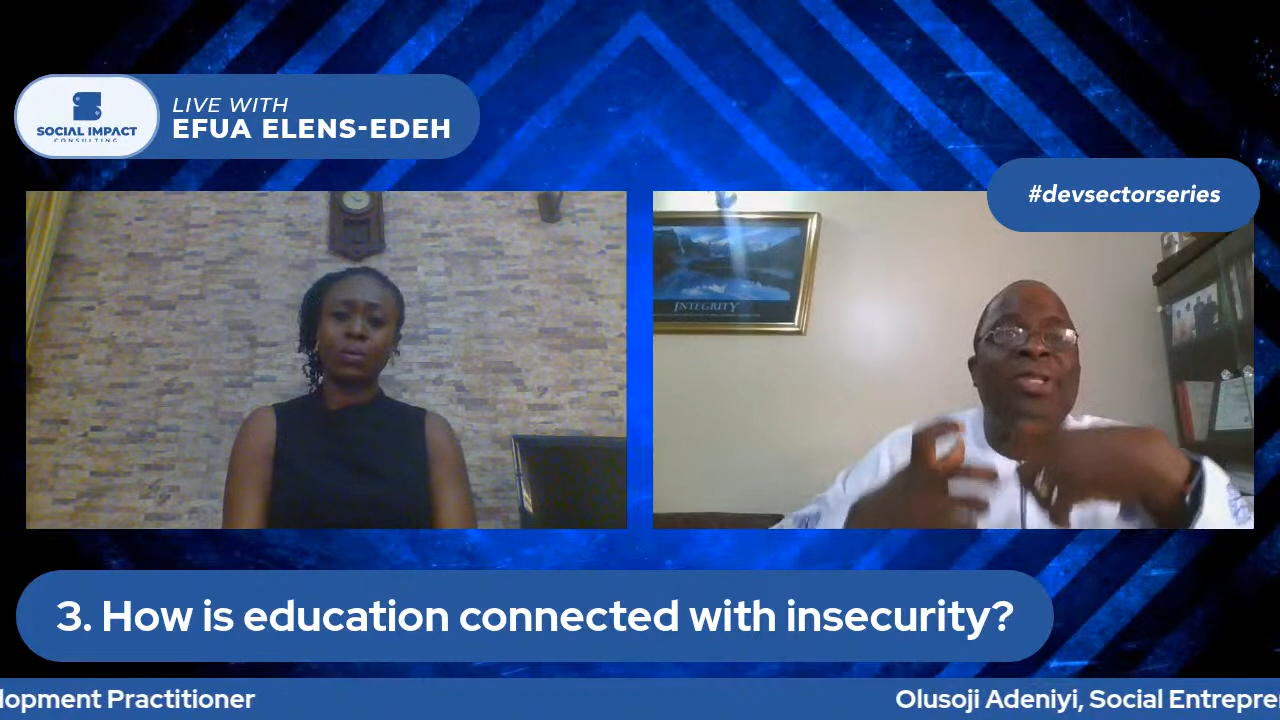 LIVE WITH
EFUA ELENS-EDEH
SOCIAL IMPACT
CONSULTING
#devsectorseries
INTEGRITY
3. How is education connected with insecurity?
lopment Practitioner
Olusoji Adeniyi, Social Entrepre